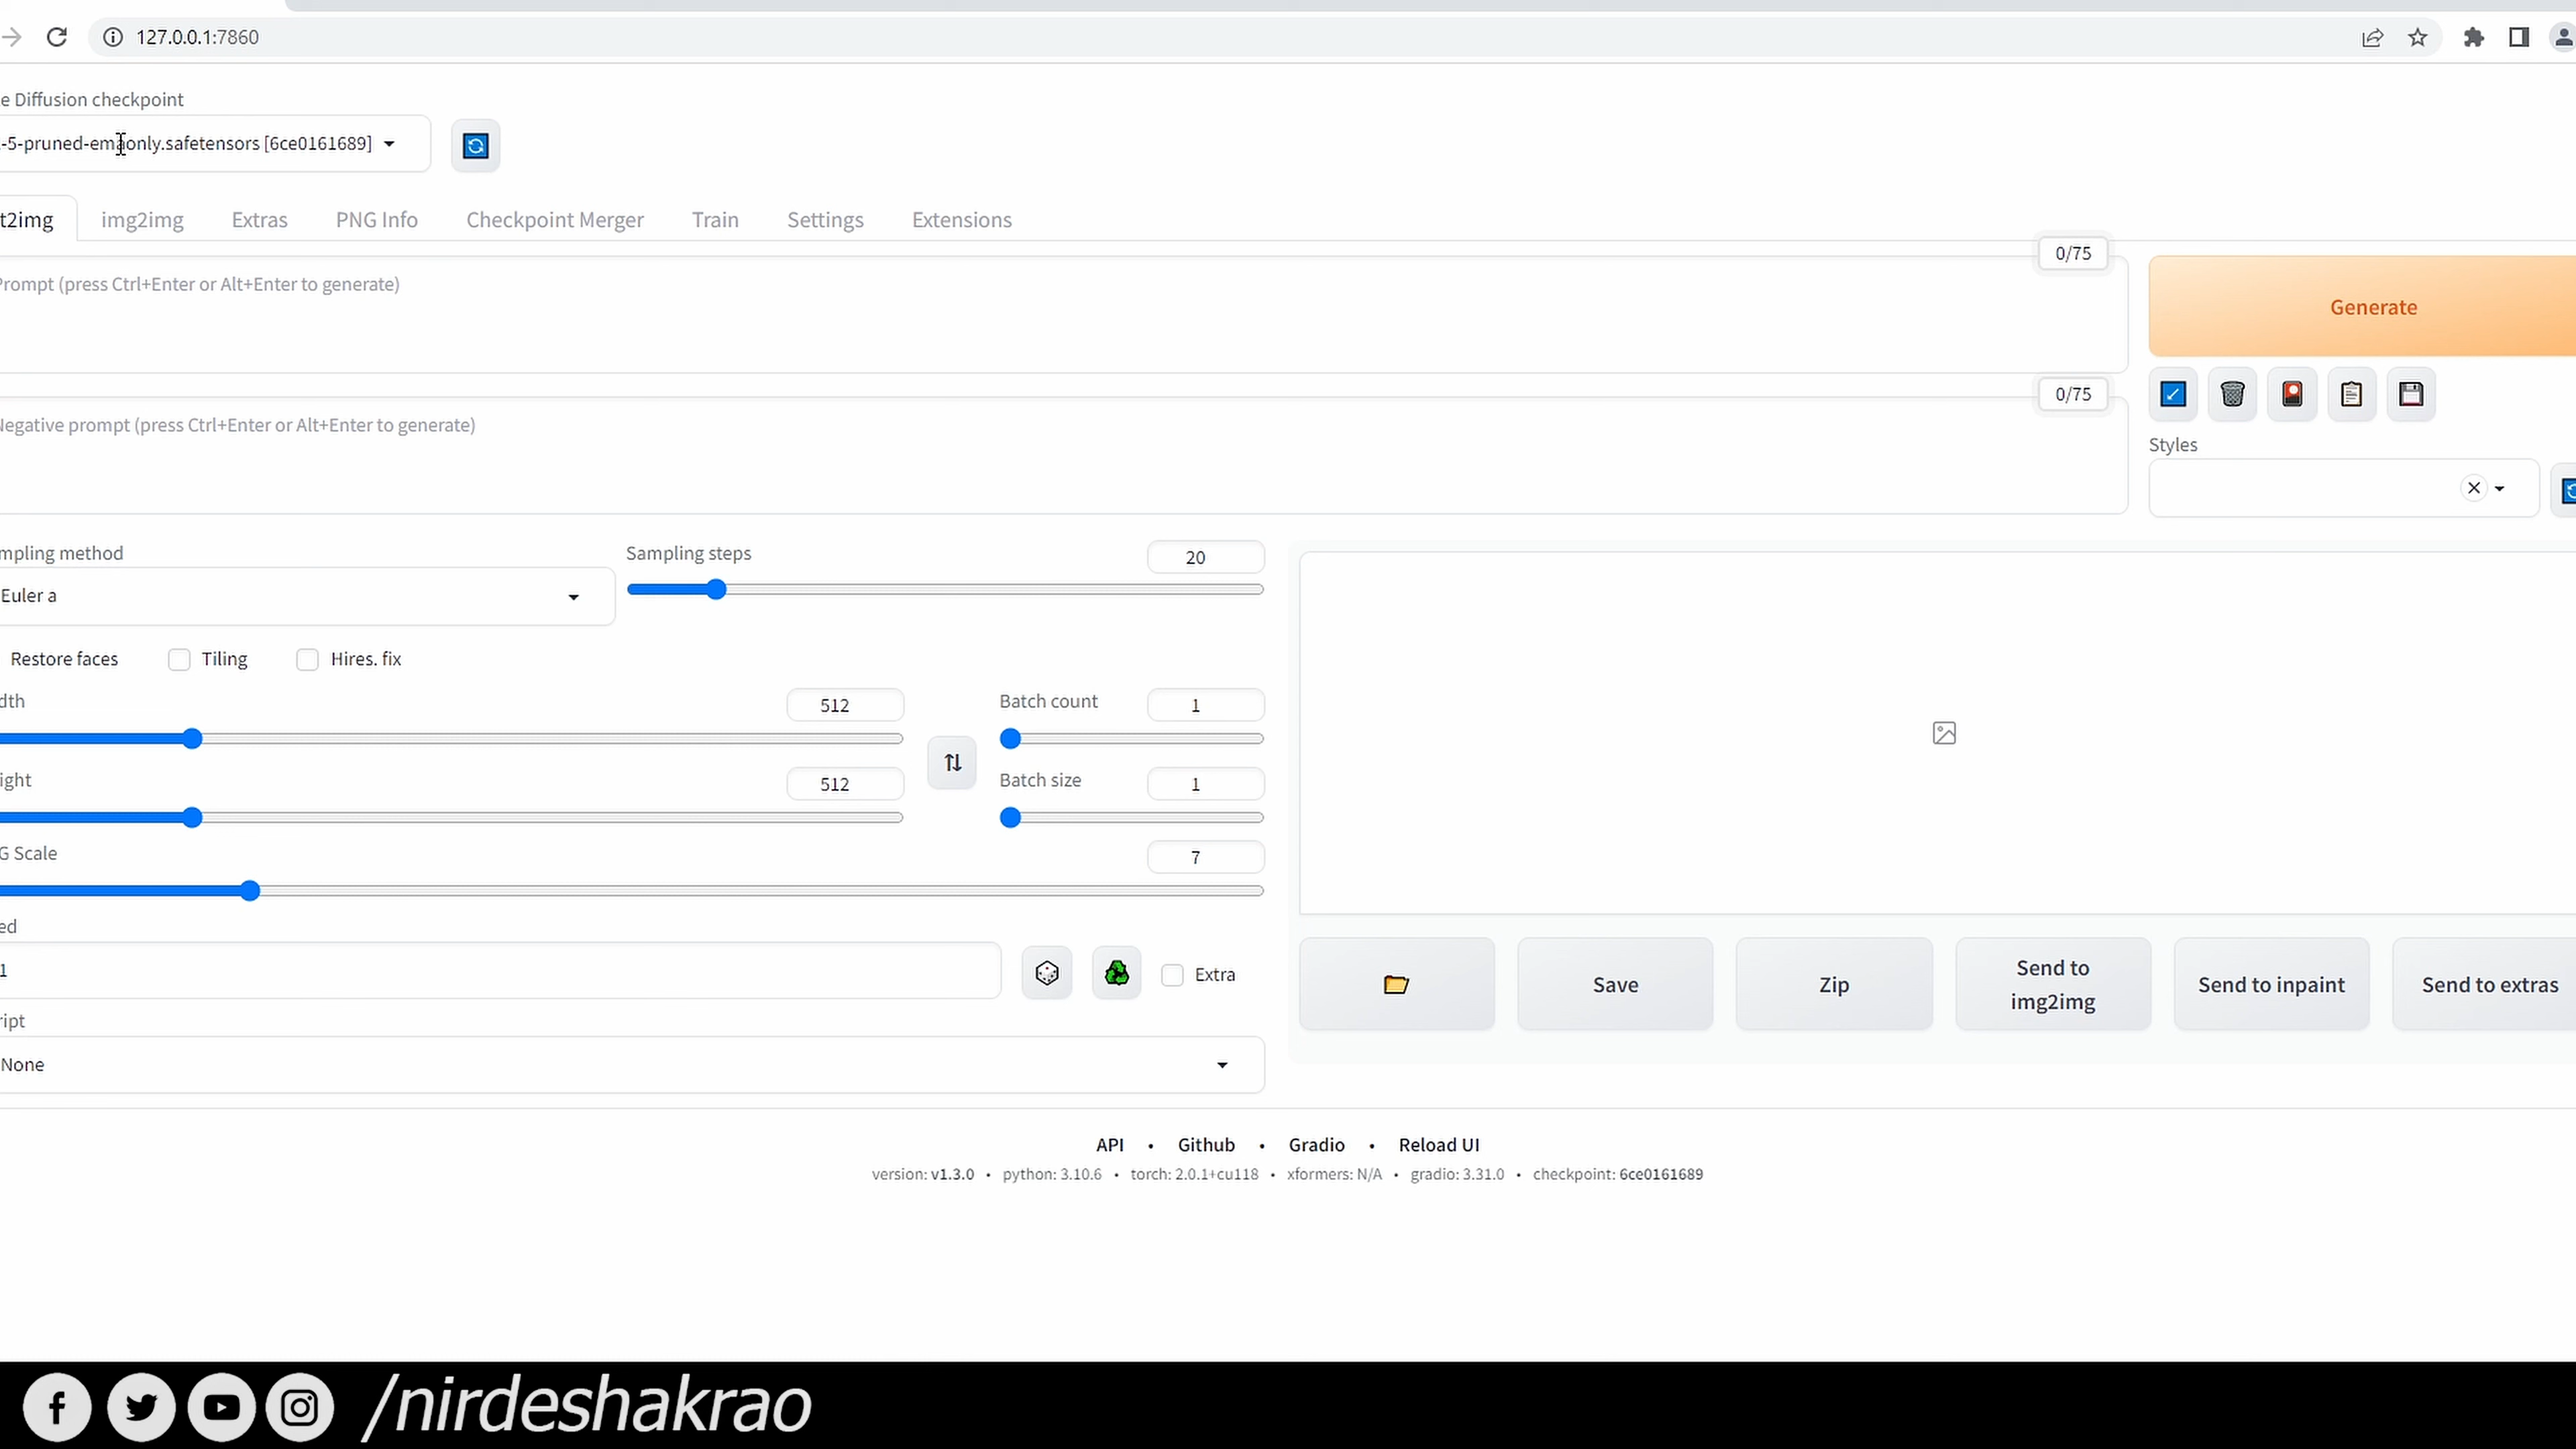 127.0.0.1:7860
e Diffusion checkpoint
-5-pruned-emaonly.safetensors [6ce0161689]
t2img img2img Extras PNG Info Checkpoint Merger Train Settings Extensions
0/75
Prompt (press Ctrl+Enter or Alt+Enter to generate)
Generate
0/75
Negative prompt (press Ctrl+Enter or Alt+Enter to generate)
Styles
mpling method Sampling steps 20
Euler a
Restore faces Tiling Hires. fix
dth 512 Batch count 1
ight 512 Batch size 1
G Scale 7
ed
1 Extra
Save Zip Send to img2img Send to inpaint Send to extras
ript
None
API • Github • Gradio • Reload UI
version: v1.3.0 • python: 3.10.6 • torch: 2.0.1+cu118 • xformers: N/A • gradio: 3.31.0 • checkpoint: 6ce0161689
/nirdeshakrao